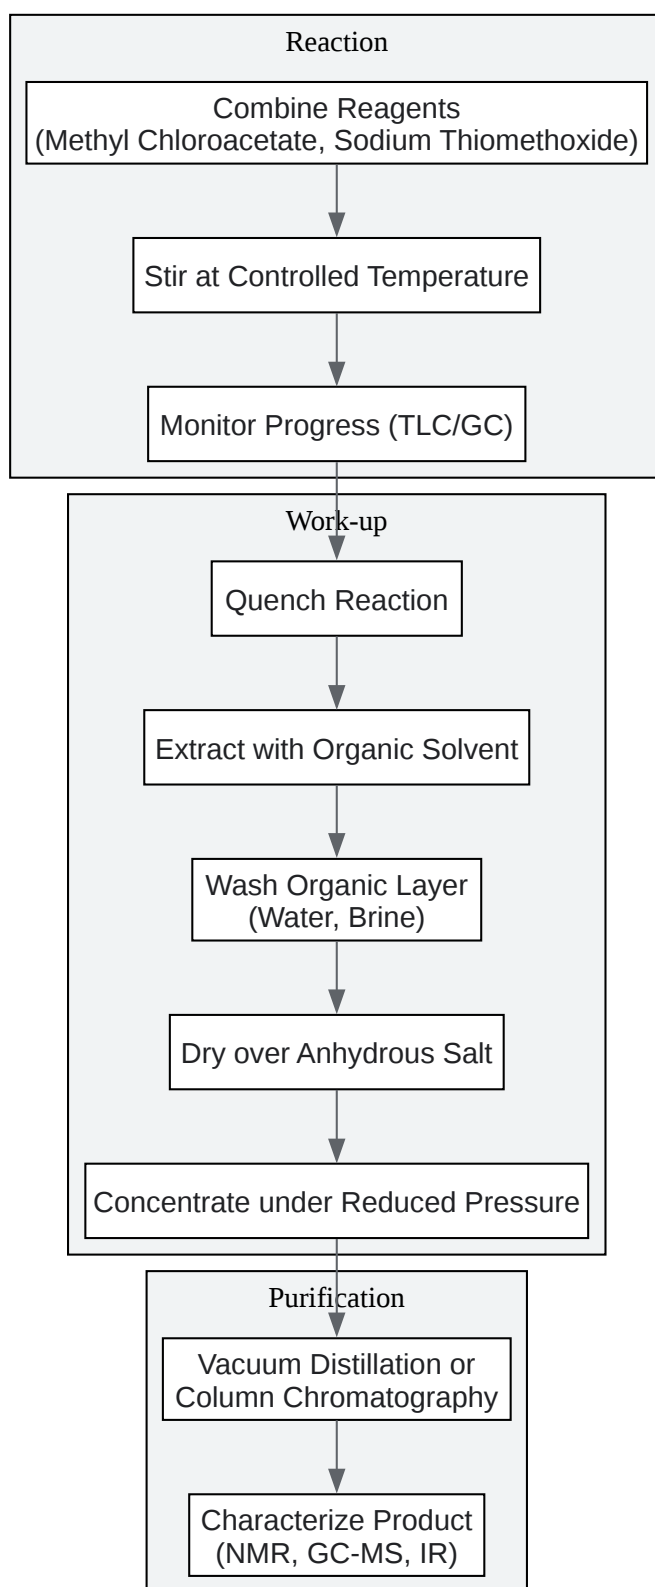 Reaction
Combine Reagents
(Methyl Chloroacetate, Sodium Thiomethoxide)
Stir at Controlled Temperature
Monitor Progress (TLC/GC)
Work-up
Quench Reaction
Extract with Organic Solvent
Wash Organic Layer
(Water, Brine)
Dry over Anhydrous Salt
Concentrate under Reduced Pressure
Purification
Vacuum Distillation or
Column Chromatography
Characterize Product
(NMR, GC-MS, IR)